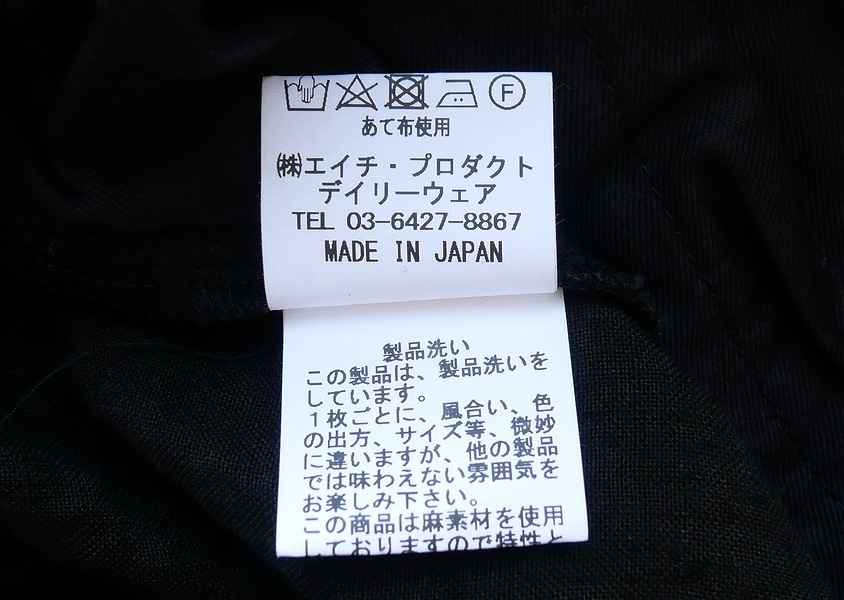 F
あて布使用
㈱エイチ・プロダクト
デイリーウェア
TEL 03-6427-8867
MADE IN JAPAN
製品洗い
この製品は、製品洗いを
しています。
1枚ごとに、風合い、色
の出方、サイズ等、微妙
に違いますが、他の製品
では味わえない雰囲気を
お楽しみ下さい。
この商品は麻素材を使用
しておりますので特性と